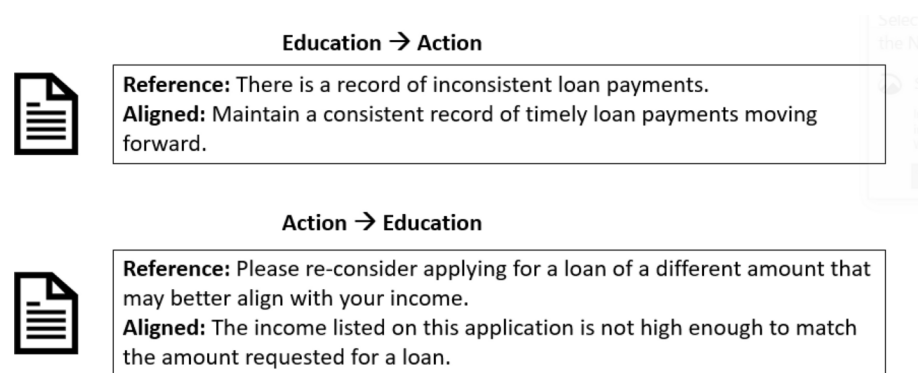 Education → Action
Reference: There is a record of inconsistent loan payments.
Aligned: Maintain a consistent record of timely loan payments moving
forward.
Action → Education
Reference: Please re-consider applying for a loan of a different amount that
may better align with your income.
Aligned: The income listed on this application is not high enough to match
the amount requested for a loan.